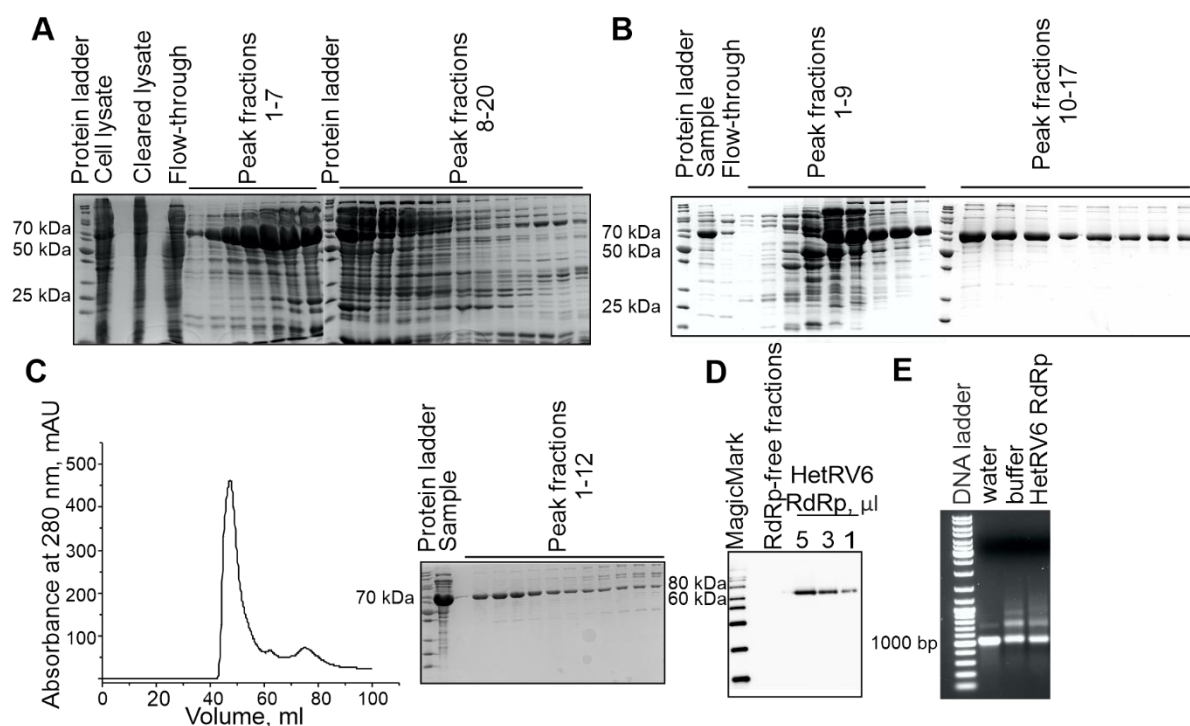 A
Protein ladder
Cell lysate
Cleared lysate
Flow-through
Peak fractions
1-7
Protein ladder
Peak fractions
8-20
70 kDa
50 kDa
25 kDa
B
Protein ladder
Sample
Flow-through
Peak fractions
1-9
Peak fractions
10-17
70 kDa
50 kDa
25 kDa
C
Absorbance at 280 nm, mAU
500
400
300
200
100
0
20
40
60
80
100
Volume, ml
Protein ladder
Sample
Peak fractions
1-12
70 kDa
D
MagicMark
RdRp-free fractions
HetRV6
RdRp, µl
5 3 1
80 kDa
60 kDa
E
DNA ladder
water
buffer
HetRV6 RdRp
1000 bp